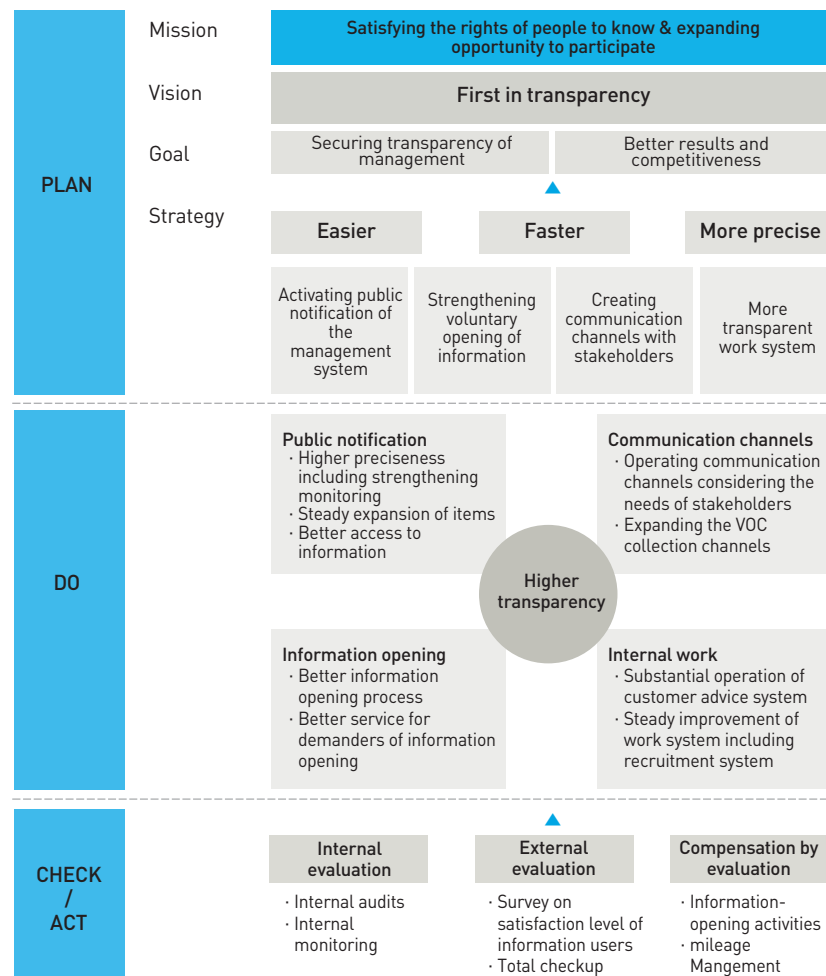 PLAN
Mission
Satisfying the rights of people to know & expanding
opportunity to participate
Vision
First in transparency
Goal
Securing transparency of
management
Better results and
competitiveness
Strategy
Easier
Faster
More precise
Activating public
notification of
the
management
system
Strengthening
voluntary
opening of
information
Creating
communication
channels with
stakeholders
More
transparent
work system
DO
Public notification
· Higher preciseness
including strengthening
monitoring
· Steady expansion of items
· Better access to
information
Communication channels
· Operating communication
channels considering the
needs of stakeholders
· Expanding the VOC
collection channels
Higher
transparency
Information opening
· Better information
opening process
· Better service for
demanders of information
opening
Internal work
· Substantial operation of
customer advice system
· Steady improvement of
work system including
recruitment system
CHECK
/
ACT
Internal
evaluation
· Internal audits
· Internal
monitoring
External
evaluation
· Survey on
satisfaction level of
information users
· Total checkup
Compensation by
evaluation
· Information-
opening activities
· mileage
Mangement